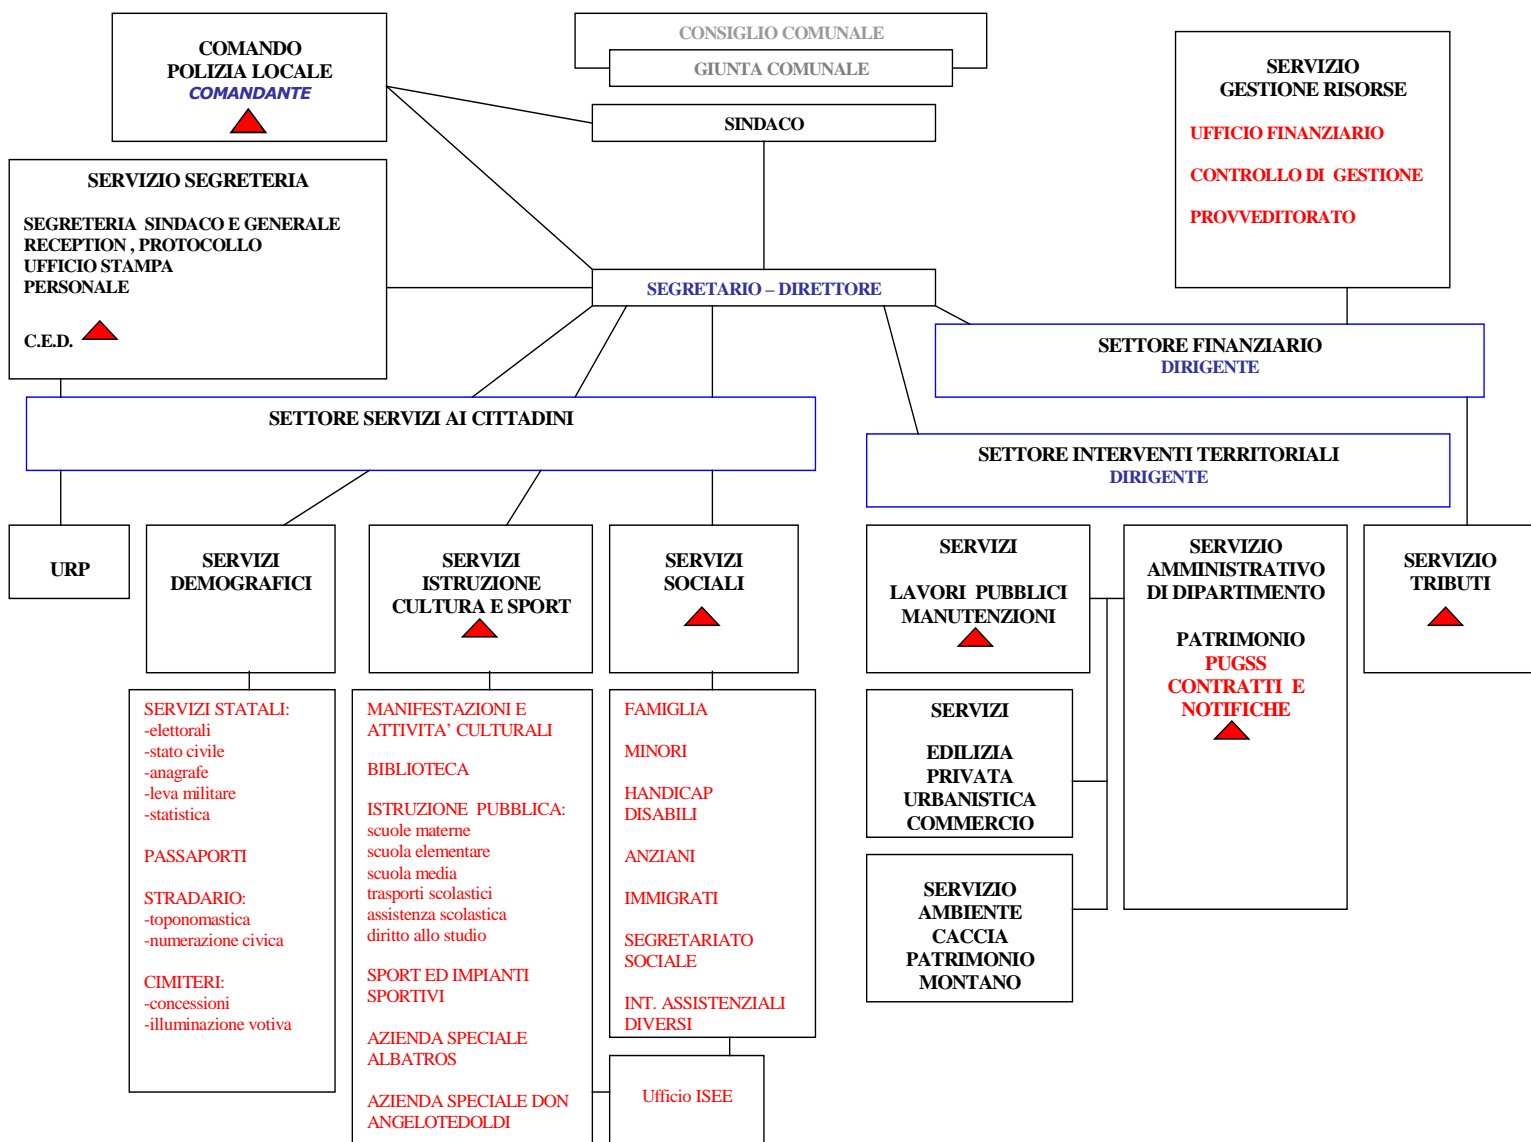 COMANDO
POLIZIA LOCALE
COMANDANTE
CONSIGLIO COMUNALE
GIUNTA COMUNALE
SINDACO
SERVIZIO
GESTIONE RISORSE
UFFICIO FINANZIARIO
CONTROLLO DI GESTIONE
PROVVEDITORATO
SERVIZIO SEGRETERIA
SEGRETERIA SINDACO E GENERALE
RECEPTION , PROTOCOLLO
UFFICIO STAMPA
PERSONALE
C.E.D.
SEGRETARIO – DIRETTORE
SETTORE FINANZIARIO
DIRIGENTE
SETTORE SERVIZI AI CITTADINI
SETTORE INTERVENTI TERRITORIALI
DIRIGENTE
URP
SERVIZI
DEMOGRAFICI
SERVIZI
ISTRUZIONE
CULTURA E SPORT
SERVIZI
SOCIALI
SERVIZI
LAVORI PUBBLICI
MANUTENZIONI
SERVIZIO
AMMINISTRATIVO
DI DIPARTIMENTO
PATRIMONIO
PUGSS
CONTRATTI E
NOTIFICHE
SERVIZIO
TRIBUTI
SERVIZI STATALI:
-elettorali
-stato civile
-anagrafe
-leva militare
-statistica
PASSAPORTI
STRADARIO:
-toponomastica
-numerazione civica
CIMITERI:
-concessioni
-illuminazione votiva
MANIFESTAZIONI E
ATTIVITA’ CULTURALI
BIBLIOTECA
ISTRUZIONE PUBBLICA:
scuole materne
scuola elementare
scuola media
trasporti scolastici
assistenza scolastica
diritto allo studio
SPORT ED IMPIANTI
SPORTIVI
AZIENDA SPECIALE
ALBATROS
AZIENDA SPECIALE DON
ANGELOTEDOLDI
FAMIGLIA
MINORI
HANDICAP
DISABILI
ANZIANI
IMMIGRATI
SEGRETARIATO
SOCIALE
INT. ASSISTENZIALI
DIVERSI
Ufficio ISEE
SERVIZI
EDILIZIA
PRIVATA
URBANISTICA
COMMERCIO
SERVIZIO
AMBIENTE
CACCIA
PATRIMONIO
MONTANO